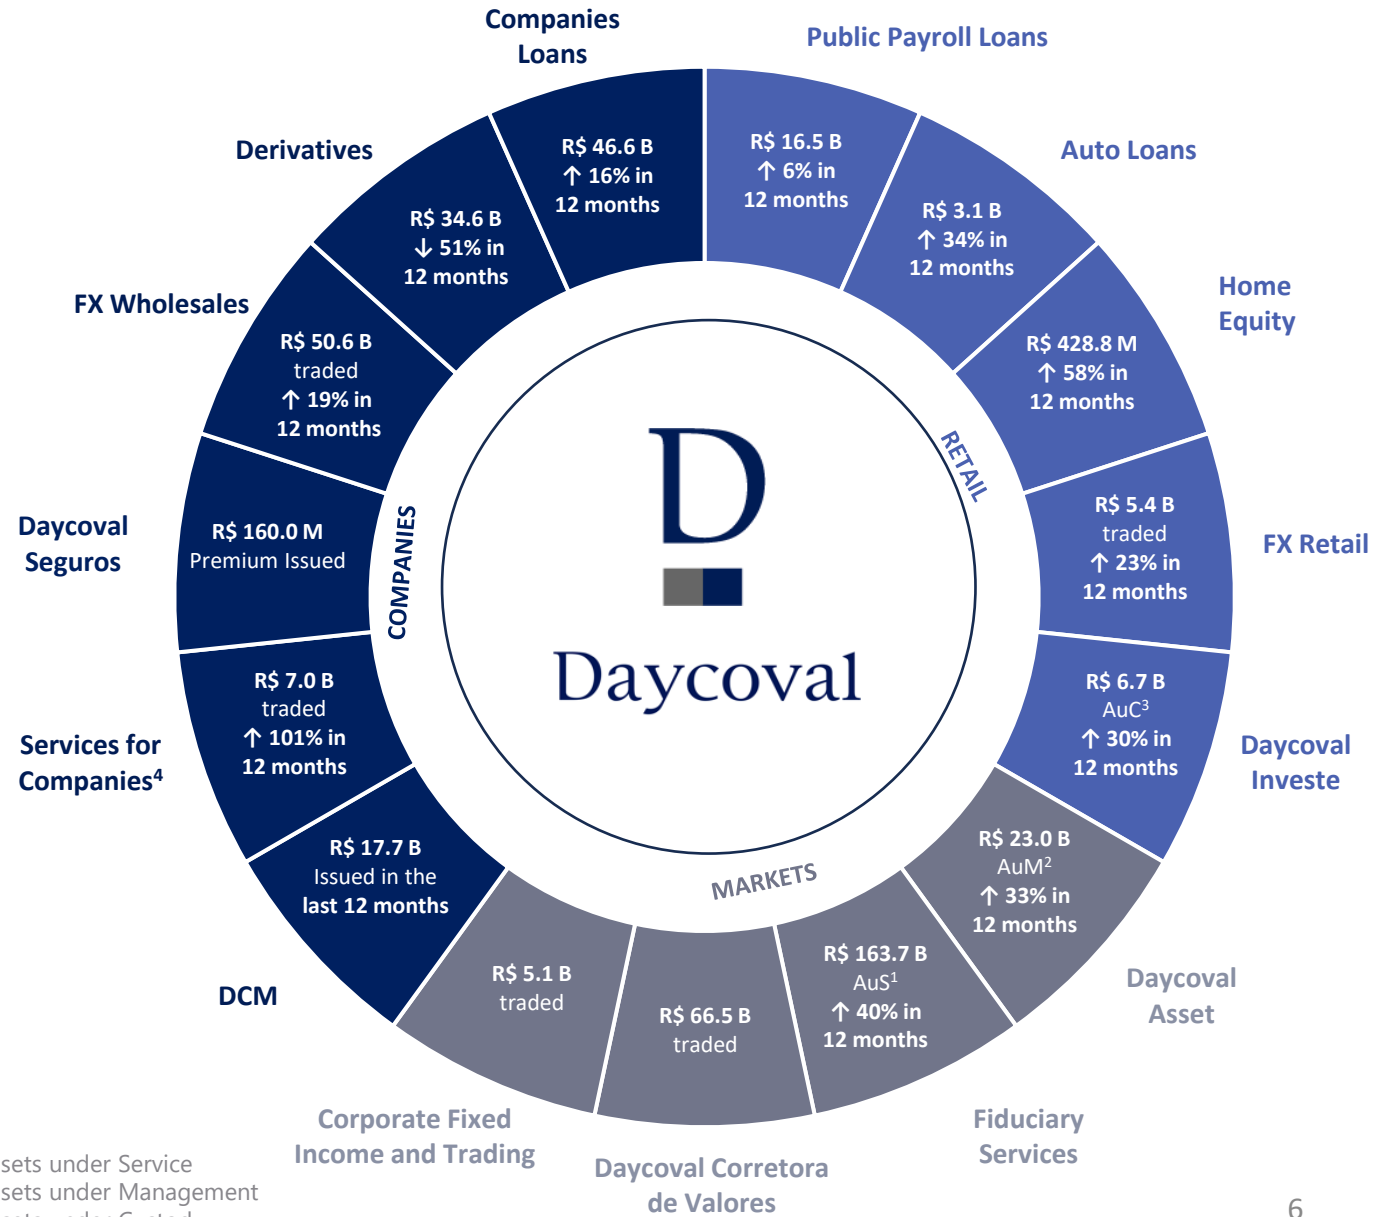 Companies
Loans
R$ 46.6 B
↑ 16% in
12 months
Public Payroll Loans
R$ 16.5 B
↑ 6% in
12 months
Auto Loans
R$ 3.1 B
↑ 34% in
12 months
Home
Equity
R$ 428.8 M
↑ 58% in
12 months
FX Retail
R$ 5.4 B
traded
↑ 23% in
12 months
Daycoval
Investe
R$ 6.7 B
AuC³
↑ 30% in
12 months
Daycoval
Asset
R$ 23.0 B
AuM²
↑ 33% in
12 months
Fiduciary
Services
R$ 163.7 B
AuS¹
↑ 40% in
12 months
Daycoval Corretora
de Valores
R$ 66.5 B
traded
Corporate Fixed
Income and Trading
R$ 5.1 B
traded
DCM
R$ 17.7 B
Issued in the
last 12 months
Services for
Companies⁴
R$ 7.0 B
traded
↑ 101% in
12 months
Daycoval
Seguros
R$ 160.0 M
Premium Issued
FX Wholesales
R$ 50.6 B
traded
↑ 19% in
12 months
Derivatives
R$ 34.6 B
↓ 51% in
12 months
COMPANIES
RETAIL
MARKETS
D
Daycoval
sets under Service
sets under Management
6